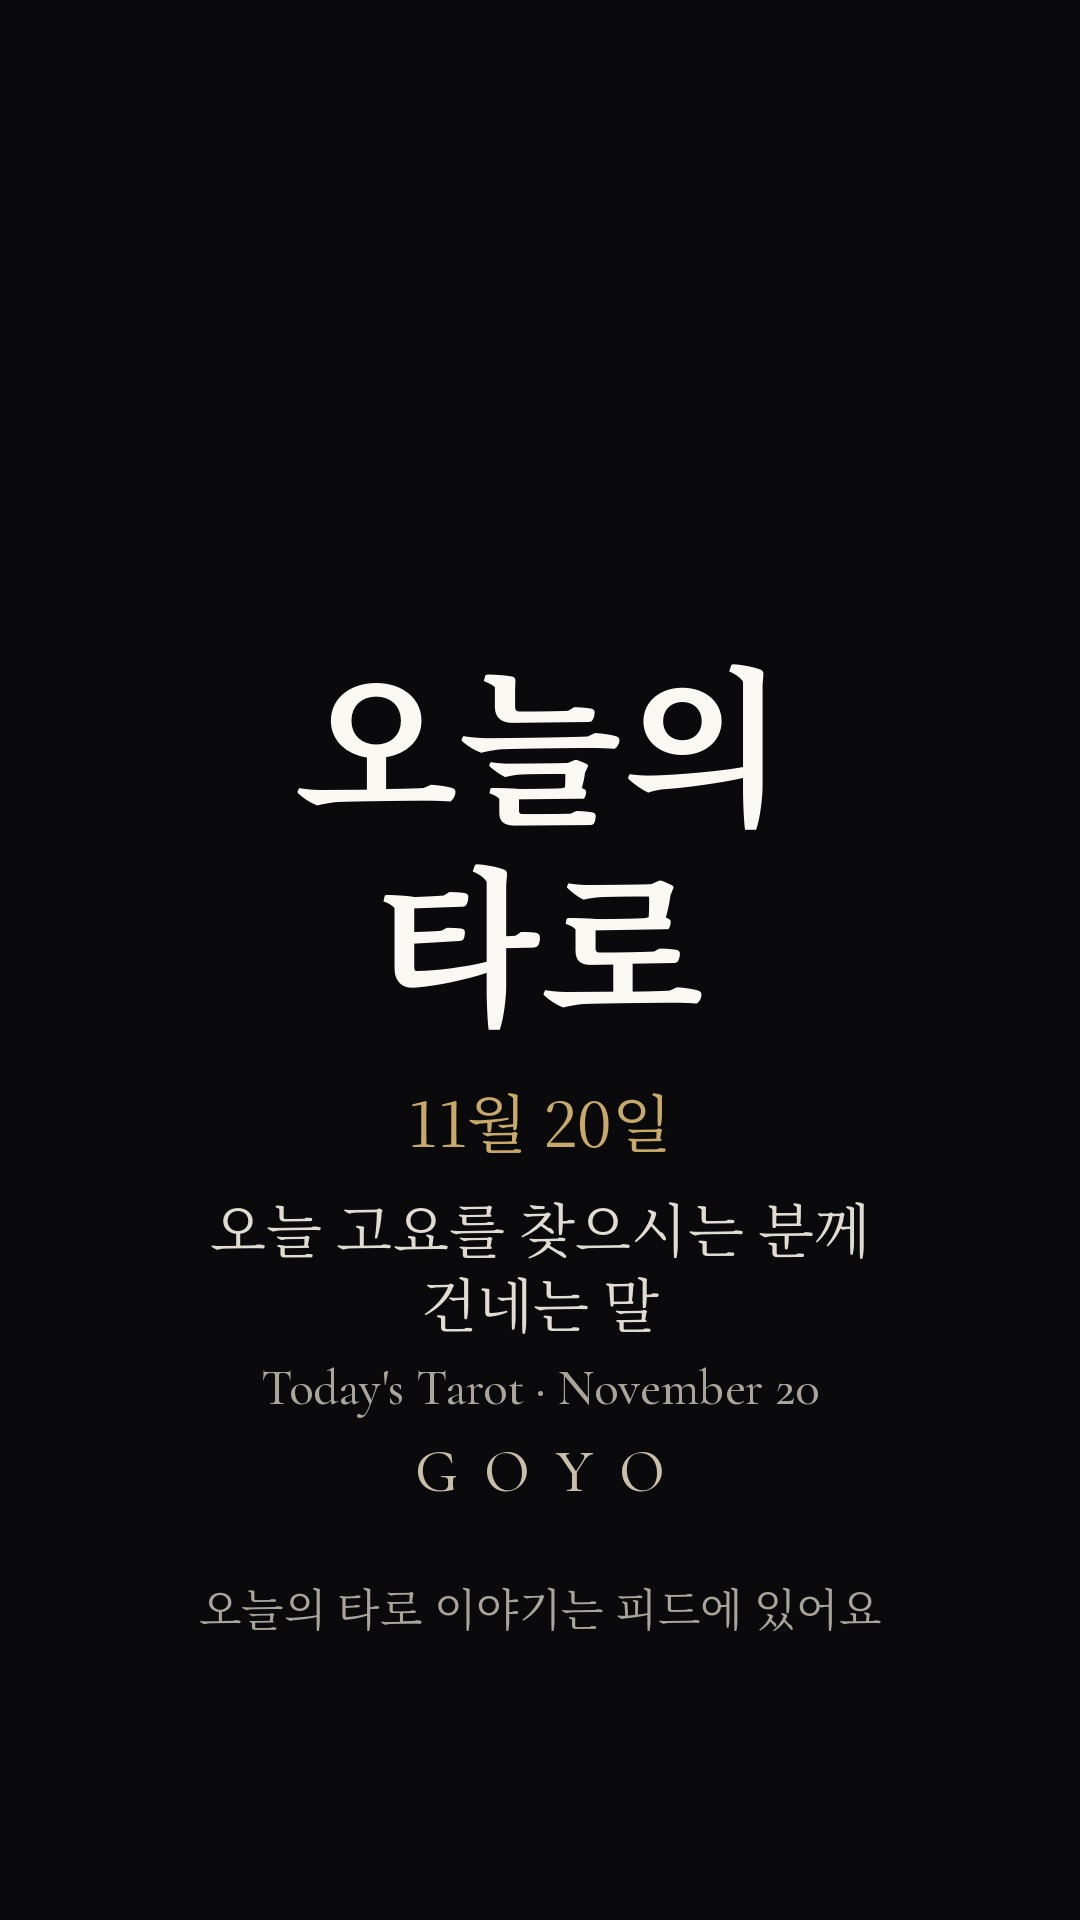 오늘의
타로
11월 20일
오늘 고요를 찾으시는 분께
건네는 말
Today's Tarot · November 20
GOYO
오늘의 타로 이야기는 피드에 있어요